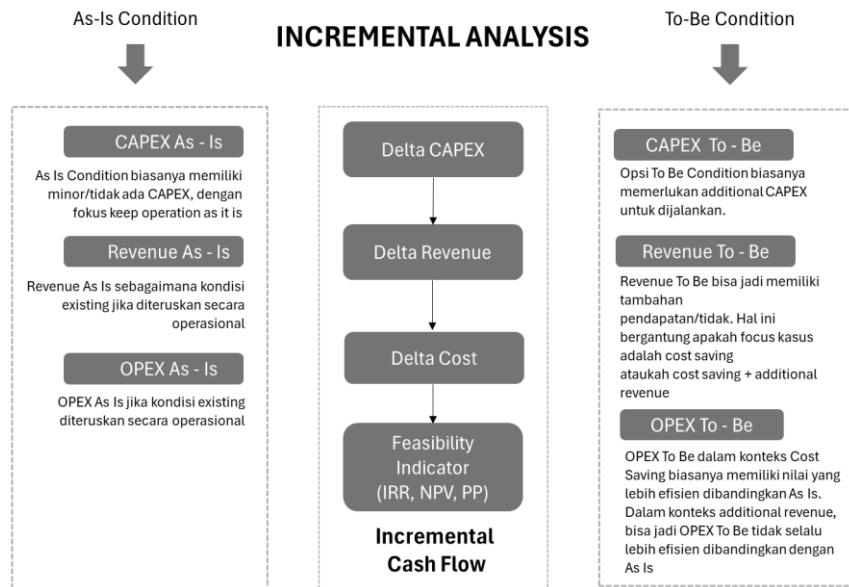 As-Is Condition
INCREMENTAL ANALYSIS
To-Be Condition
CAPEX As - Is
As Is Condition biasanya memiliki
minor/tidak ada CAPEX, dengan
fokus keep operation as it is
Revenue As - Is
Revenue As Is sebagaimana kondisi
existing jika diteruskan secara
operasional
OPEX As - Is
OPEX As Is jika kondisi existing
diteruskan secara operasional
Delta CAPEX
Delta Revenue
Delta Cost
Feasibility
Indicator
(IRR, NPV, PP)
Incremental
Cash Flow
CAPEX To - Be
Opsi To Be Condition biasanya
memerlukan additional CAPEX
untuk dijalankan.
Revenue To - Be
Revenue To Be bisa jadi memiliki
tambahan
pendapatan/tidak. Hal ini
bergantung apakah focus kasus
adalah cost saving
ataukah cost saving + additional
revenue
OPEX To - Be
OPEX To Be dalam konteks Cost
Saving biasanya memiliki nilai yang
lebih efisien dibandingkan As Is.
Dalam konteks additional revenue,
bisa jadi OPEX To Be tidak selalu
lebih efisien dibandingkan dengan
As Is